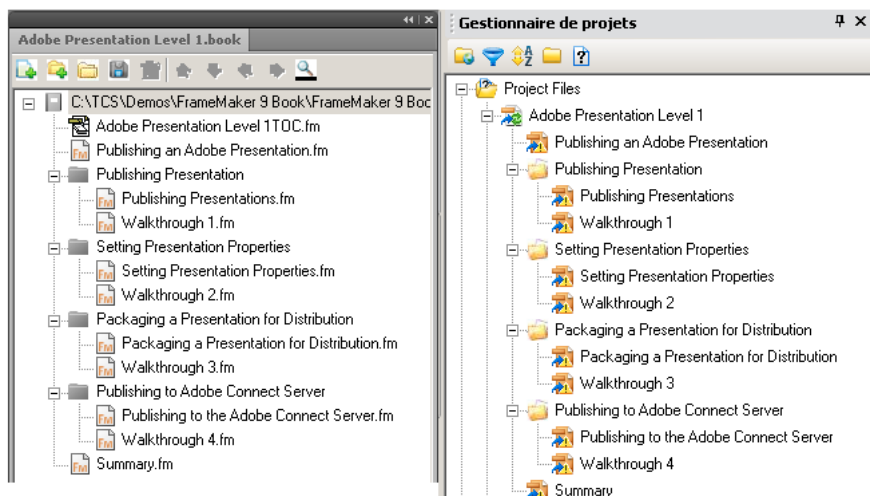 Adobe Presentation Level 1.book
C:\TCS\Demos\FrameMaker 9 Book\FrameMaker 9 Boc
Adobe Presentation Level 1TOC.fm
Publishing an Adobe Presentation.fm
Publishing Presentation
Publishing Presentations.fm
Walkthrough 1.fm
Setting Presentation Properties
Setting Presentation Properties.fm
Walkthrough 2.fm
Packaging a Presentation for Distribution
Packaging a Presentation for Distribution.fm
Walkthrough 3.fm
Publishing to Adobe Connect Server
Publishing to the Adobe Connect Server.fm
Walkthrough 4.fm
Summary.fm
Gestionnaire de projets
Project Files
Adobe Presentation Level 1
Publishing an Adobe Presentation
Publishing Presentation
Publishing Presentations
Walkthrough 1
Setting Presentation Properties
Setting Presentation Properties
Walkthrough 2
Packaging a Presentation for Distribution
Packaging a Presentation for Distribution
Walkthrough 3
Publishing to Adobe Connect Server
Publishing to the Adobe Connect Server
Walkthrough 4
Summary